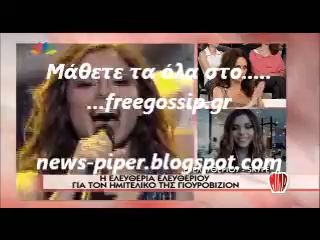 Μάθετε τα όλα στο.....
...freegossip.gr
news-piper.blogspot.com
Η ΕΛΕΥΘΕΡΙΑ ΕΛΕΥΘΕΡΙΟΥ
ΓΙΑ ΤΟΝ ΗΜΙΤΕΛΙΚΟ ΤΗΣ ΓΙΟΥΡΟΒΙΖΙΟΝ